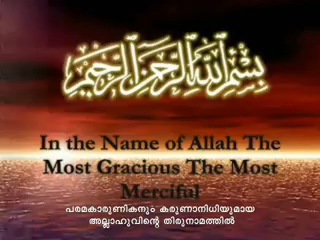 بسم الله الرحمن الرحيم
In the Name of Allah The
Most Gracious The Most
Merciful
പരമകാരുണികനും കരുണാനിധിയുമായ
അല്ലാഹുവിന്റെ തിരുനാമത്തിൽ